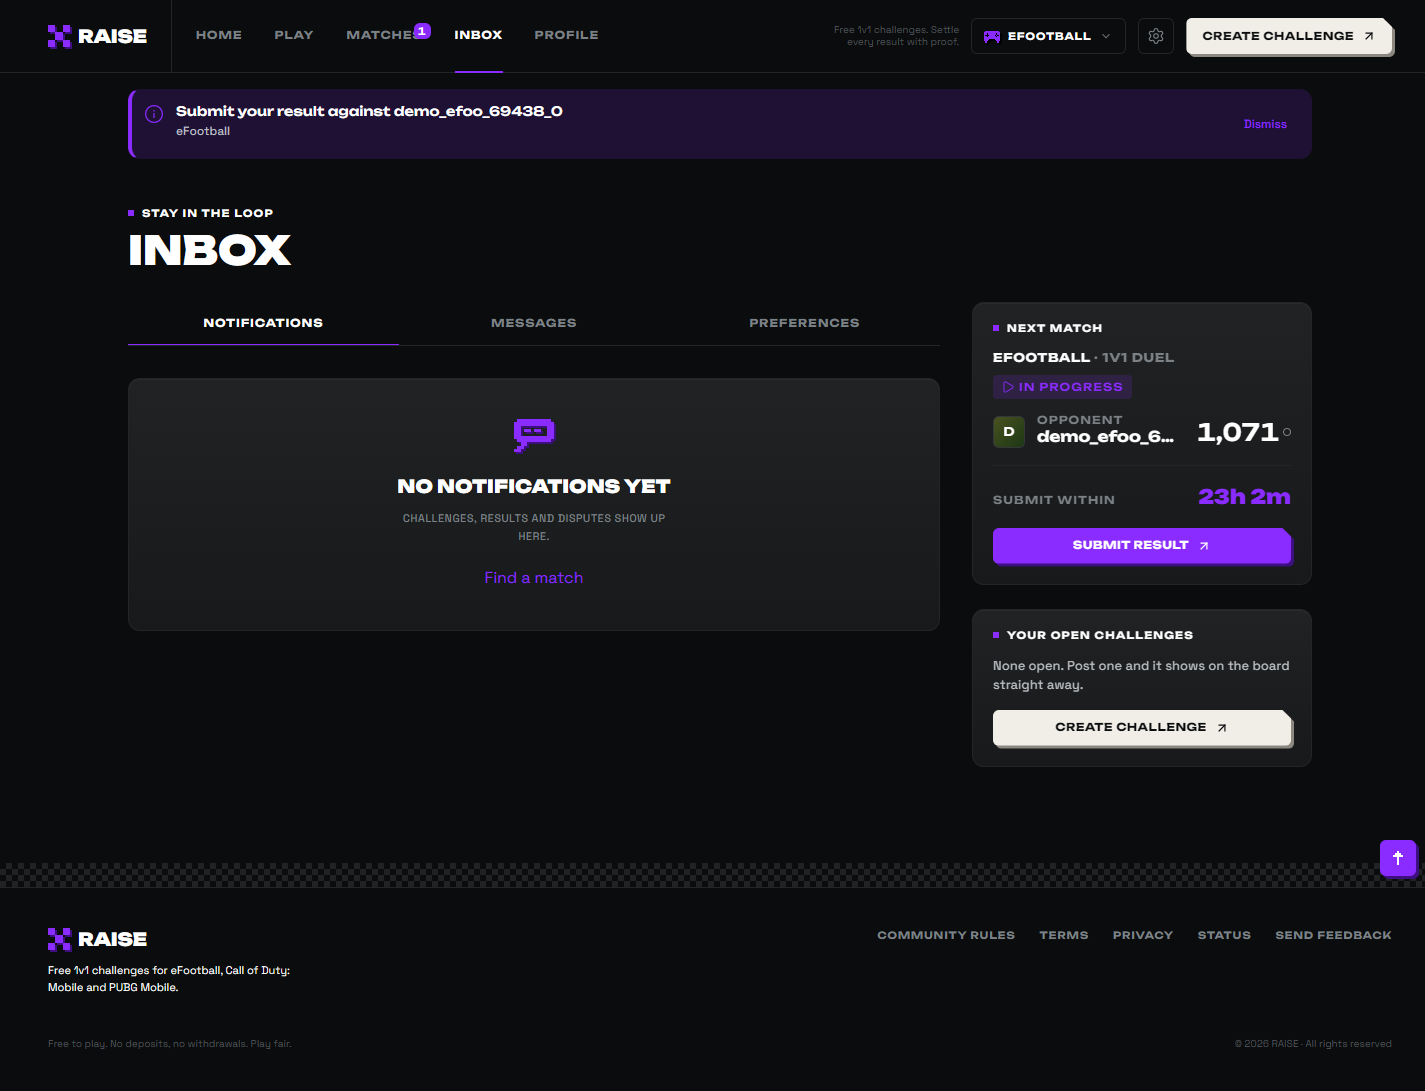 RAISE
HOME
PLAY
MATCHES
1
INBOX
PROFILE
Free 1v1 challenges. Settle
every result with proof.
EFOOTBALL
CREATE CHALLENGE
Submit your result against demo_efoo_69438_0
eFootball
Dismiss
STAY IN THE LOOP
INBOX
NOTIFICATIONS
MESSAGES
PREFERENCES
NO NOTIFICATIONS YET
CHALLENGES, RESULTS AND DISPUTES SHOW UP
HERE.
Find a match
NEXT MATCH
EFOOTBALL · 1V1 DUEL
IN PROGRESS
D
OPPONENT
demo_efoo_6...
1,071
SUBMIT WITHIN
23h 2m
SUBMIT RESULT
YOUR OPEN CHALLENGES
None open. Post one and it shows on the board
straight away.
CREATE CHALLENGE
RAISE
Free 1v1 challenges for eFootball, Call of Duty:
Mobile and PUBG Mobile.
COMMUNITY RULES
TERMS
PRIVACY
STATUS
SEND FEEDBACK
Free to play. No deposits, no withdrawals. Play fair.
© 2026 RAISE · All rights reserved